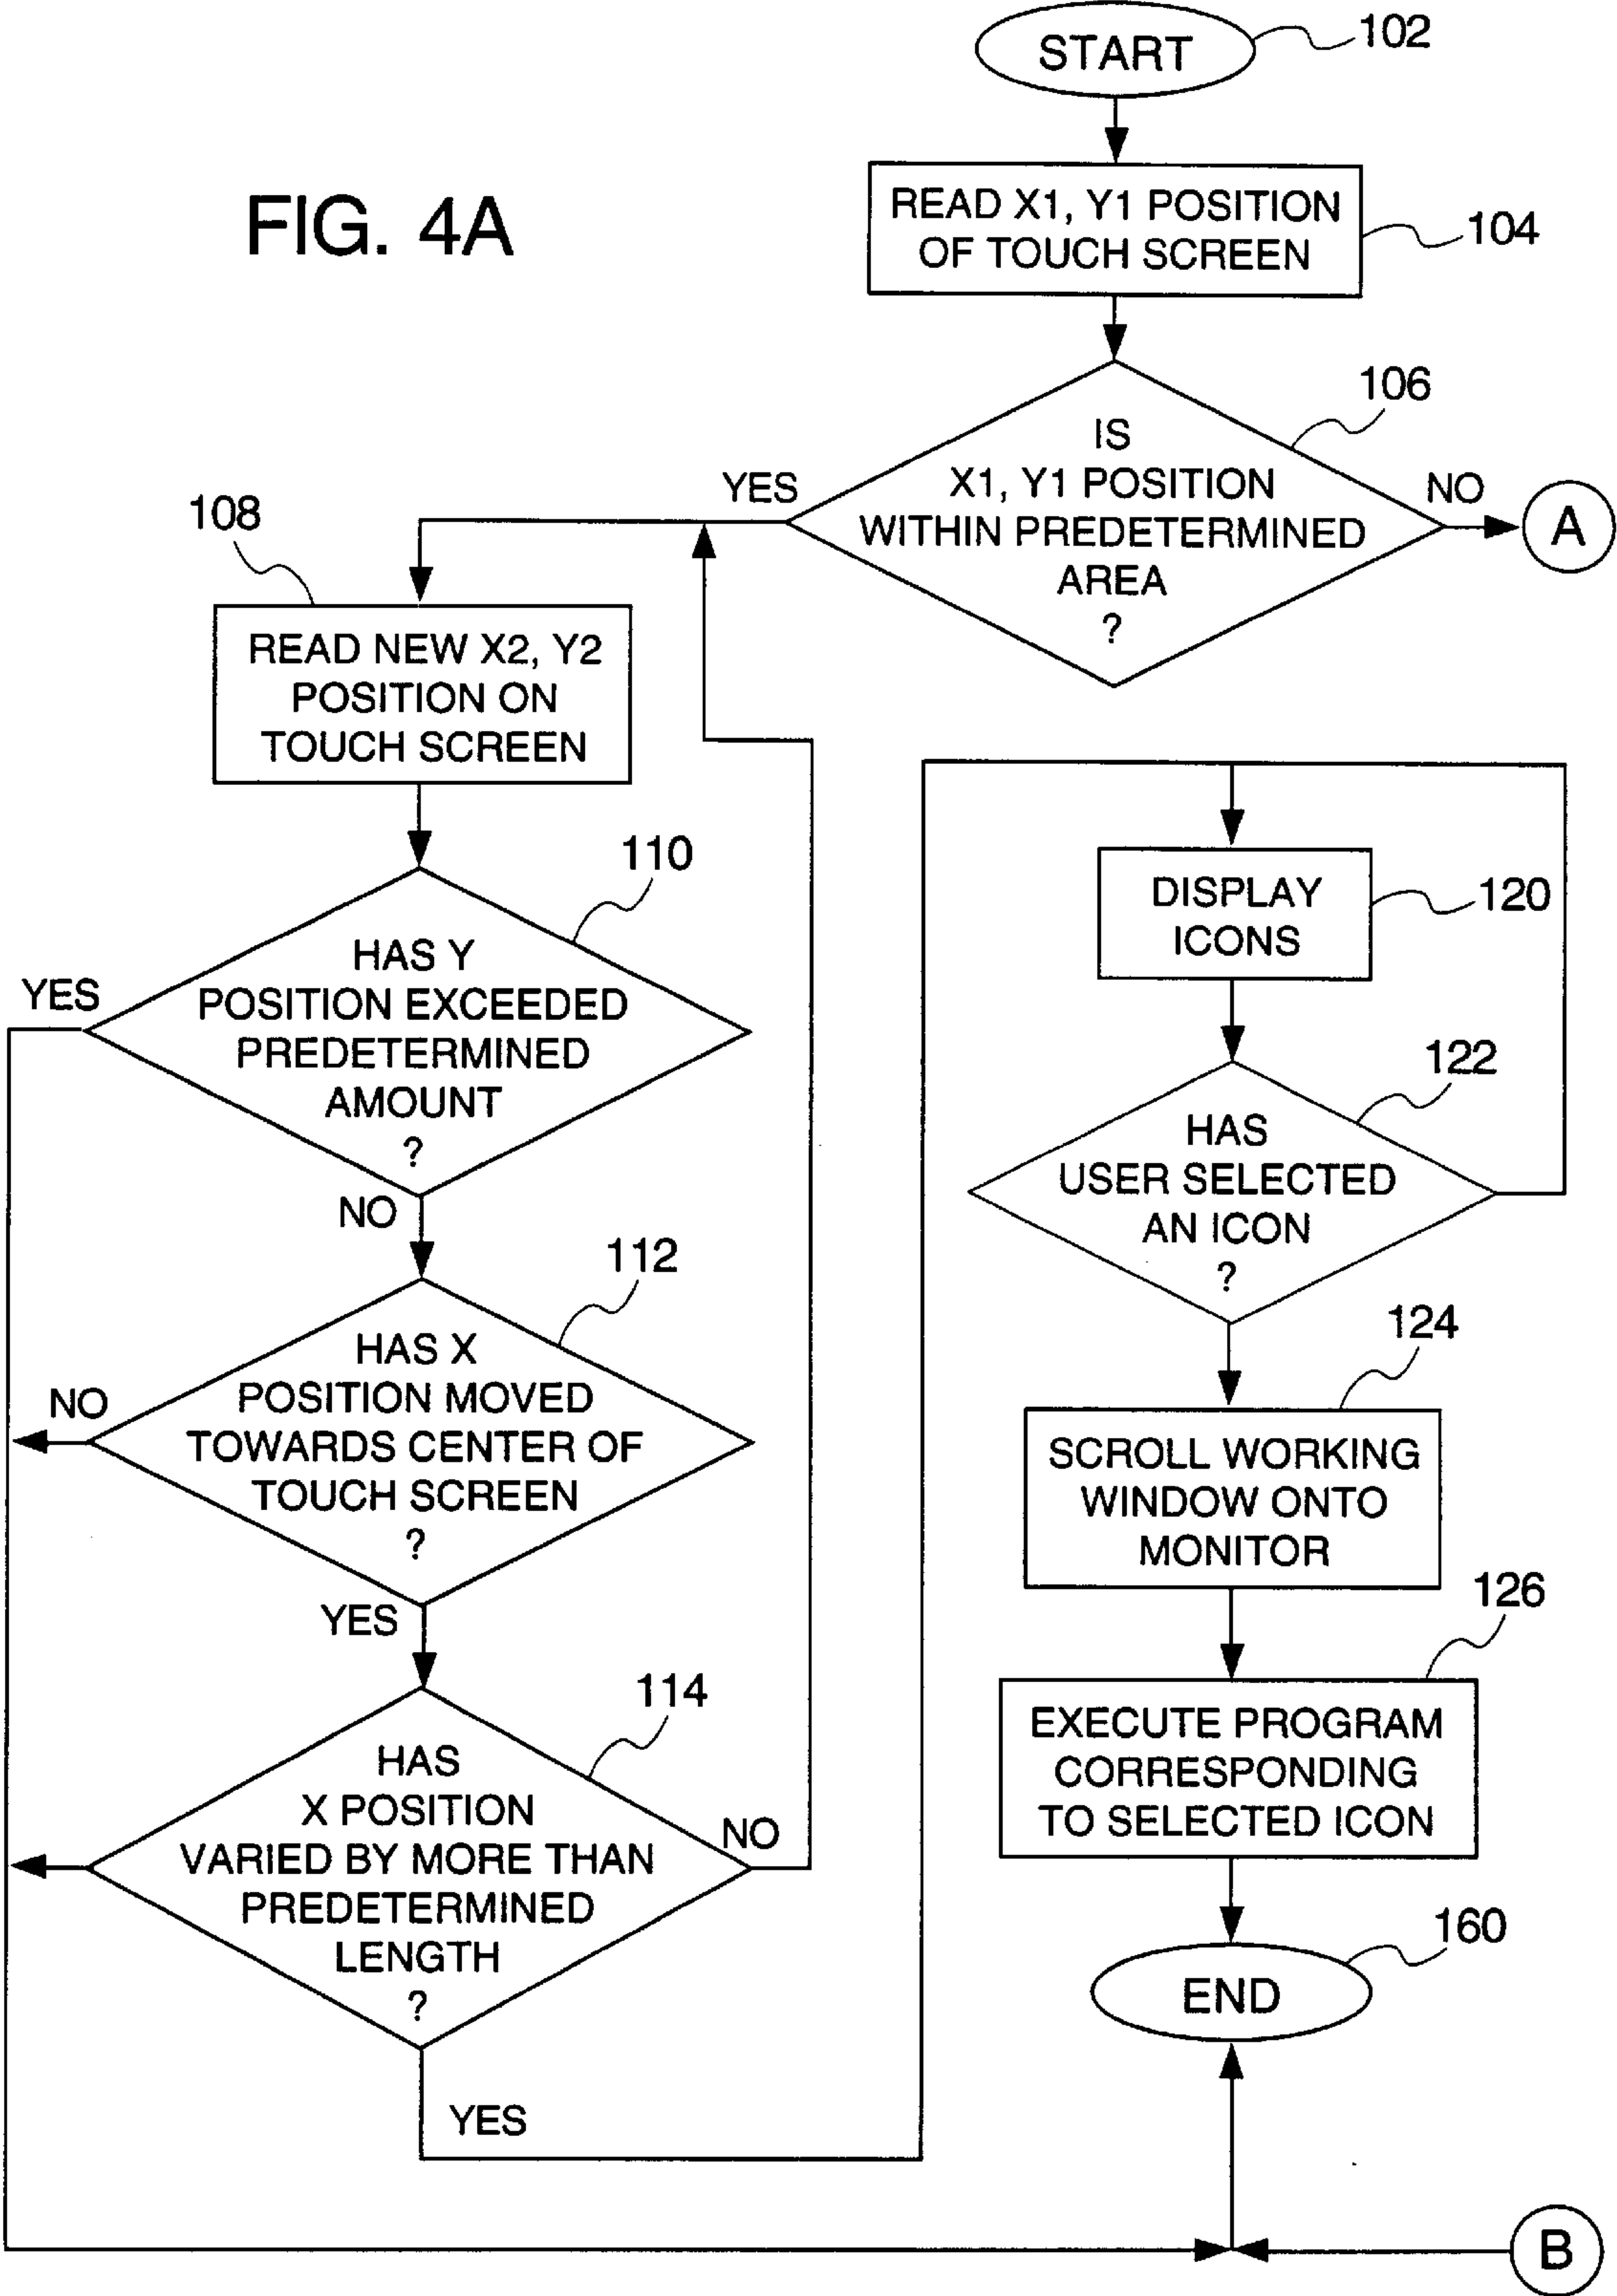 FIG. 4A
START
102
READ X1, Y1 POSITION
OF TOUCH SCREEN
104
106
IS
X1, Y1 POSITION
WITHIN PREDETERMINED
AREA
?
YES
NO
A
108
READ NEW X2, Y2
POSITION ON
TOUCH SCREEN
110
HAS Y
POSITION EXCEEDED
PREDETERMINED
AMOUNT
?
YES
NO
112
HAS X
POSITION MOVED
TOWARDS CENTER OF
TOUCH SCREEN
?
NO
YES
114
HAS
X POSITION
VARIED BY MORE THAN
PREDETERMINED
LENGTH
?
NO
YES
DISPLAY
ICONS
120
122
HAS
USER SELECTED
AN ICON
?
124
SCROLL WORKING
WINDOW ONTO
MONITOR
126
EXECUTE PROGRAM
CORRESPONDING
TO SELECTED ICON
160
END
B